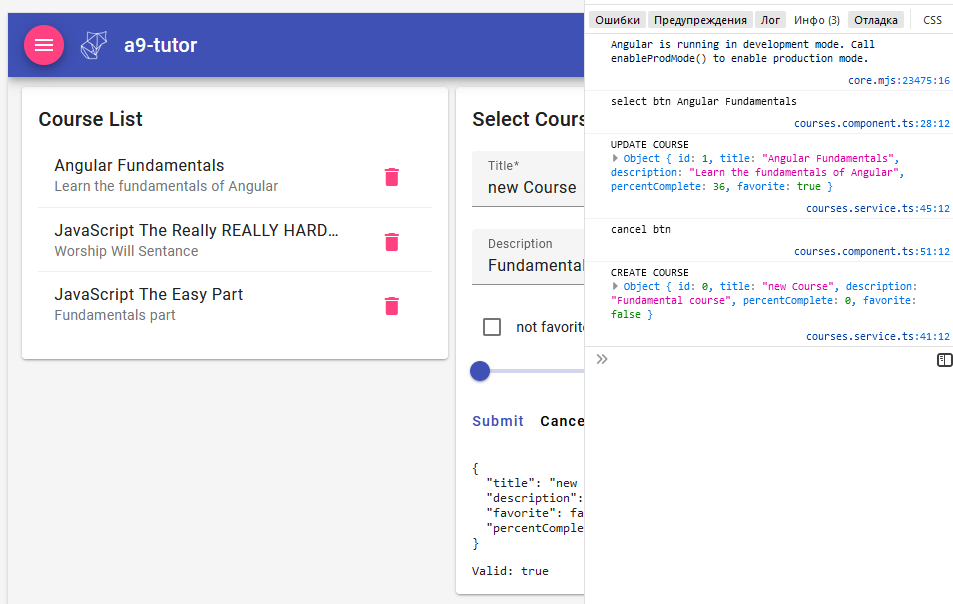 a9-tutor
Course List
Angular Fundamentals
Learn the fundamentals of Angular
JavaScript The Really REALLY HARD...
Worship Will Sentance
JavaScript The Easy Part
Fundamentals part
Select Cours
Title*
new Course
Description
Fundamental
not favorite
Submit Cance
{
"title": "new
"description":
"favorite": fa
"percentComple
}
Valid: true
Ошибки Предупреждения Лог Инфо (3) Отладка CSS
Angular is running in development mode. Call
enableProdMode() to enable production mode.
core.mjs:23475:16
select btn Angular Fundamentals
courses.component.ts:28:12
UPDATE COURSE
Object { id: 1, title: "Angular Fundamentals",
description: "Learn the fundamentals of Angular",
percentComplete: 36, favorite: true }
courses.service.ts:45:12
cancel btn
courses.component.ts:51:12
CREATE COURSE
Object { id: 0, title: "new Course", description:
"Fundamental course", percentComplete: 0, favorite:
false }
courses.service.ts:41:12